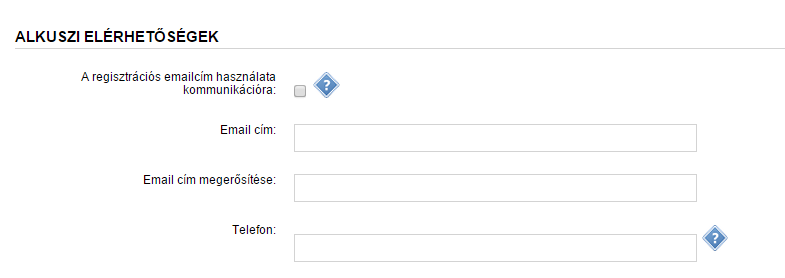 ALKUSZI ELÉRHETŐSÉGEK
A regisztrációs emailcím használata
kommunikációra:
?
Email cím:
Email cím megerősítése:
Telefon:
?